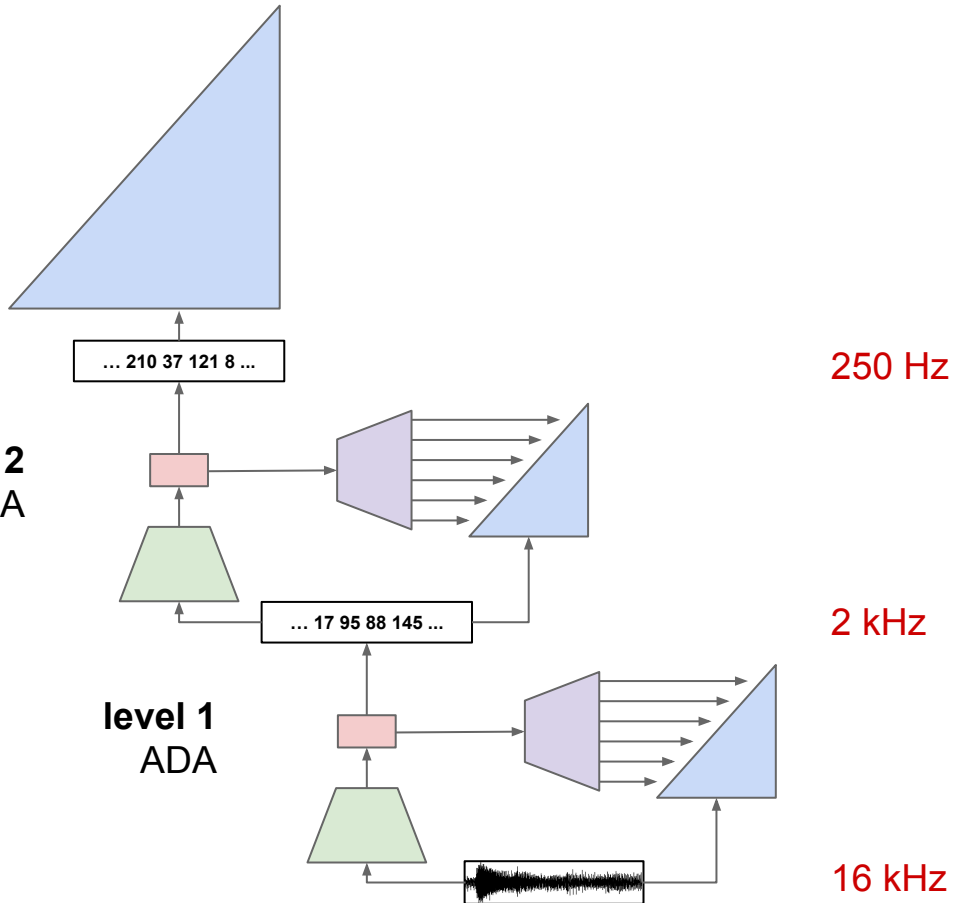 … 210 37 121 8 ...
250 Hz
2
A
… 17 95 88 145 ...
2 kHz
level 1
ADA
16 kHz